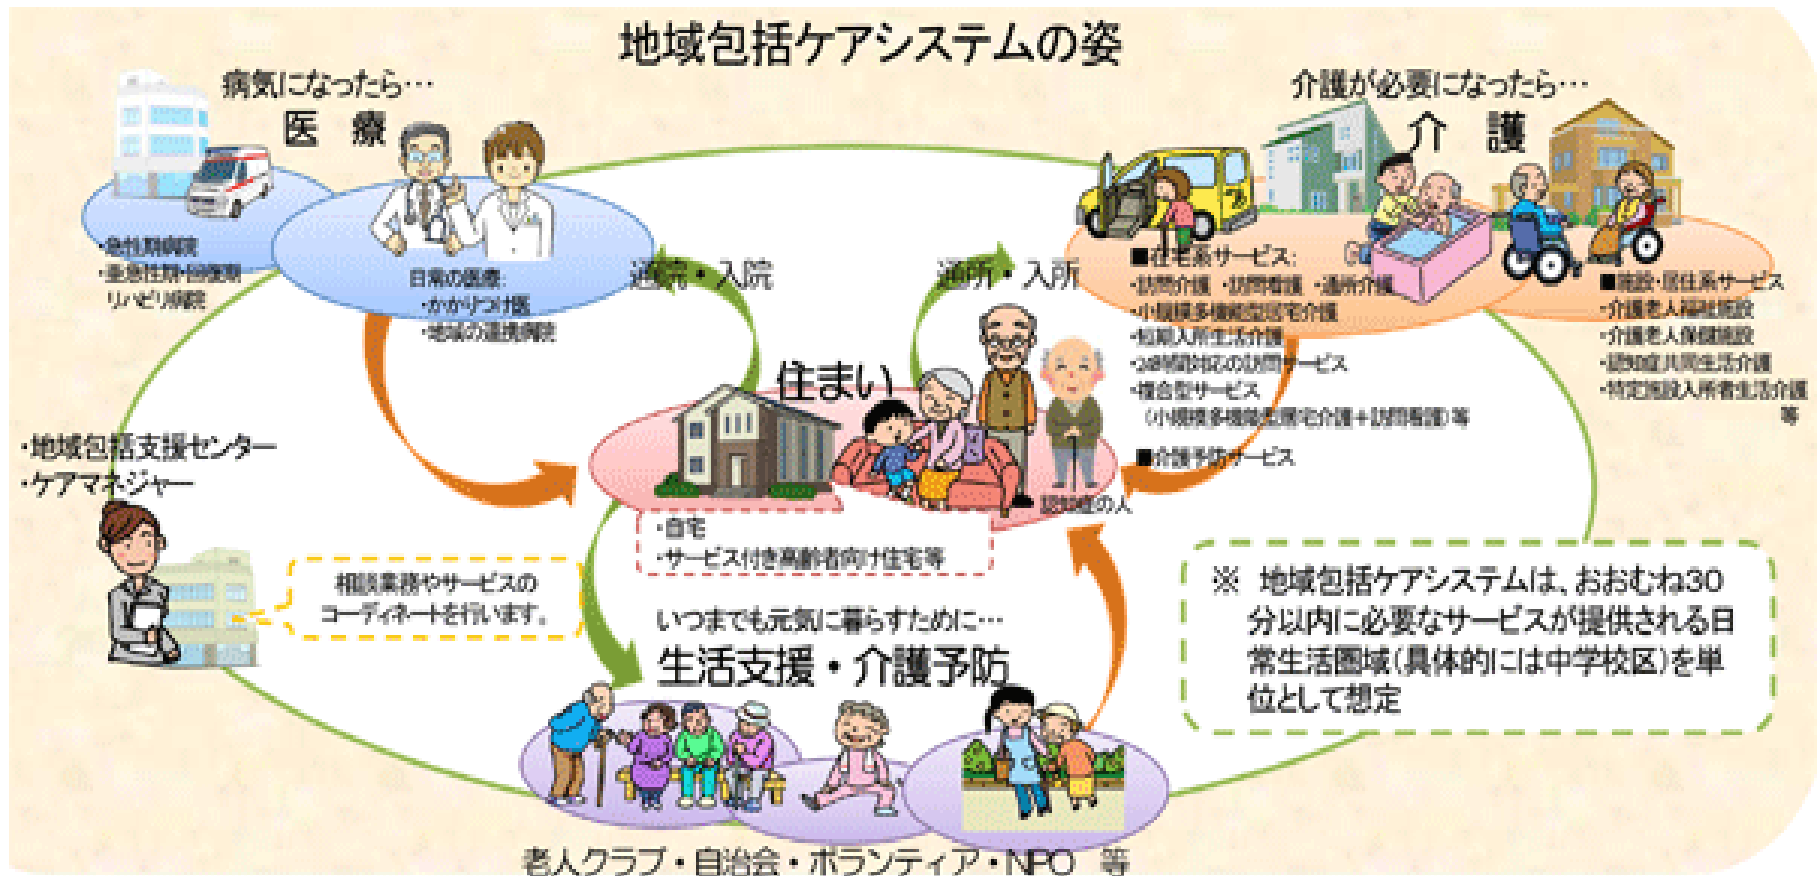 地域包括ケアシステムの姿
病気になったら…
医 療
・急性期病院
・亜急性期・回復期
リハビリ病院
日常の医療:
・かかりつけ医
・地域の連携病院
通院・入院
通所・入所
介護が必要になったら…
介 護
■在宅系サービス:
・訪問介護 ・訪問看護 ・通所介護
・小規模多機能型居宅介護
・短期入所生活介護
・24時間対応の訪問サービス
・複合型サービス
(小規模多機能型居宅介護+訪問看護)等
■介護予防サービス
■施設・居住系サービス
・介護老人福祉施設
・介護老人保健施設
・認知症共同生活介護
・特定施設入所者生活介護
等
住まい
認知症の人
・自宅
・サービス付き高齢者向け住宅等
・地域包括支援センター
・ケアマネジャー
相談業務やサービスの
コーディネートを行います。
いつまでも元気に暮らすために…
生活支援・介護予防
老人クラブ・自治会・ボランティア・NPO 等
※ 地域包括ケアシステムは、おおむね30
分以内に必要なサービスが提供される日
常生活圏域(具体的には中学校区)を単
位として想定